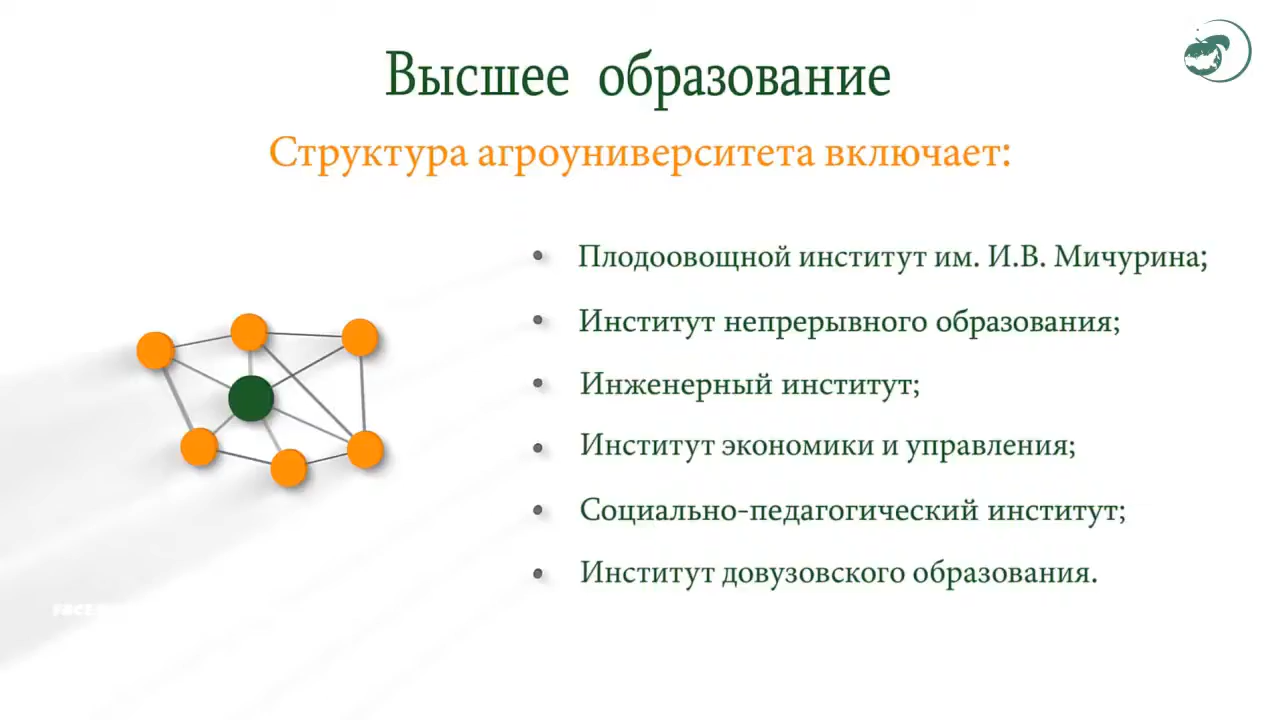 Высшее образование
Структура агроуниверситета включает:
• Плодоовощной институт им. И.В. Мичурина;
• Институт непрерывного образования;
• Инженерный институт;
• Институт экономики и управления;
• Социально-педагогический институт;
• Институт довузовского образования.